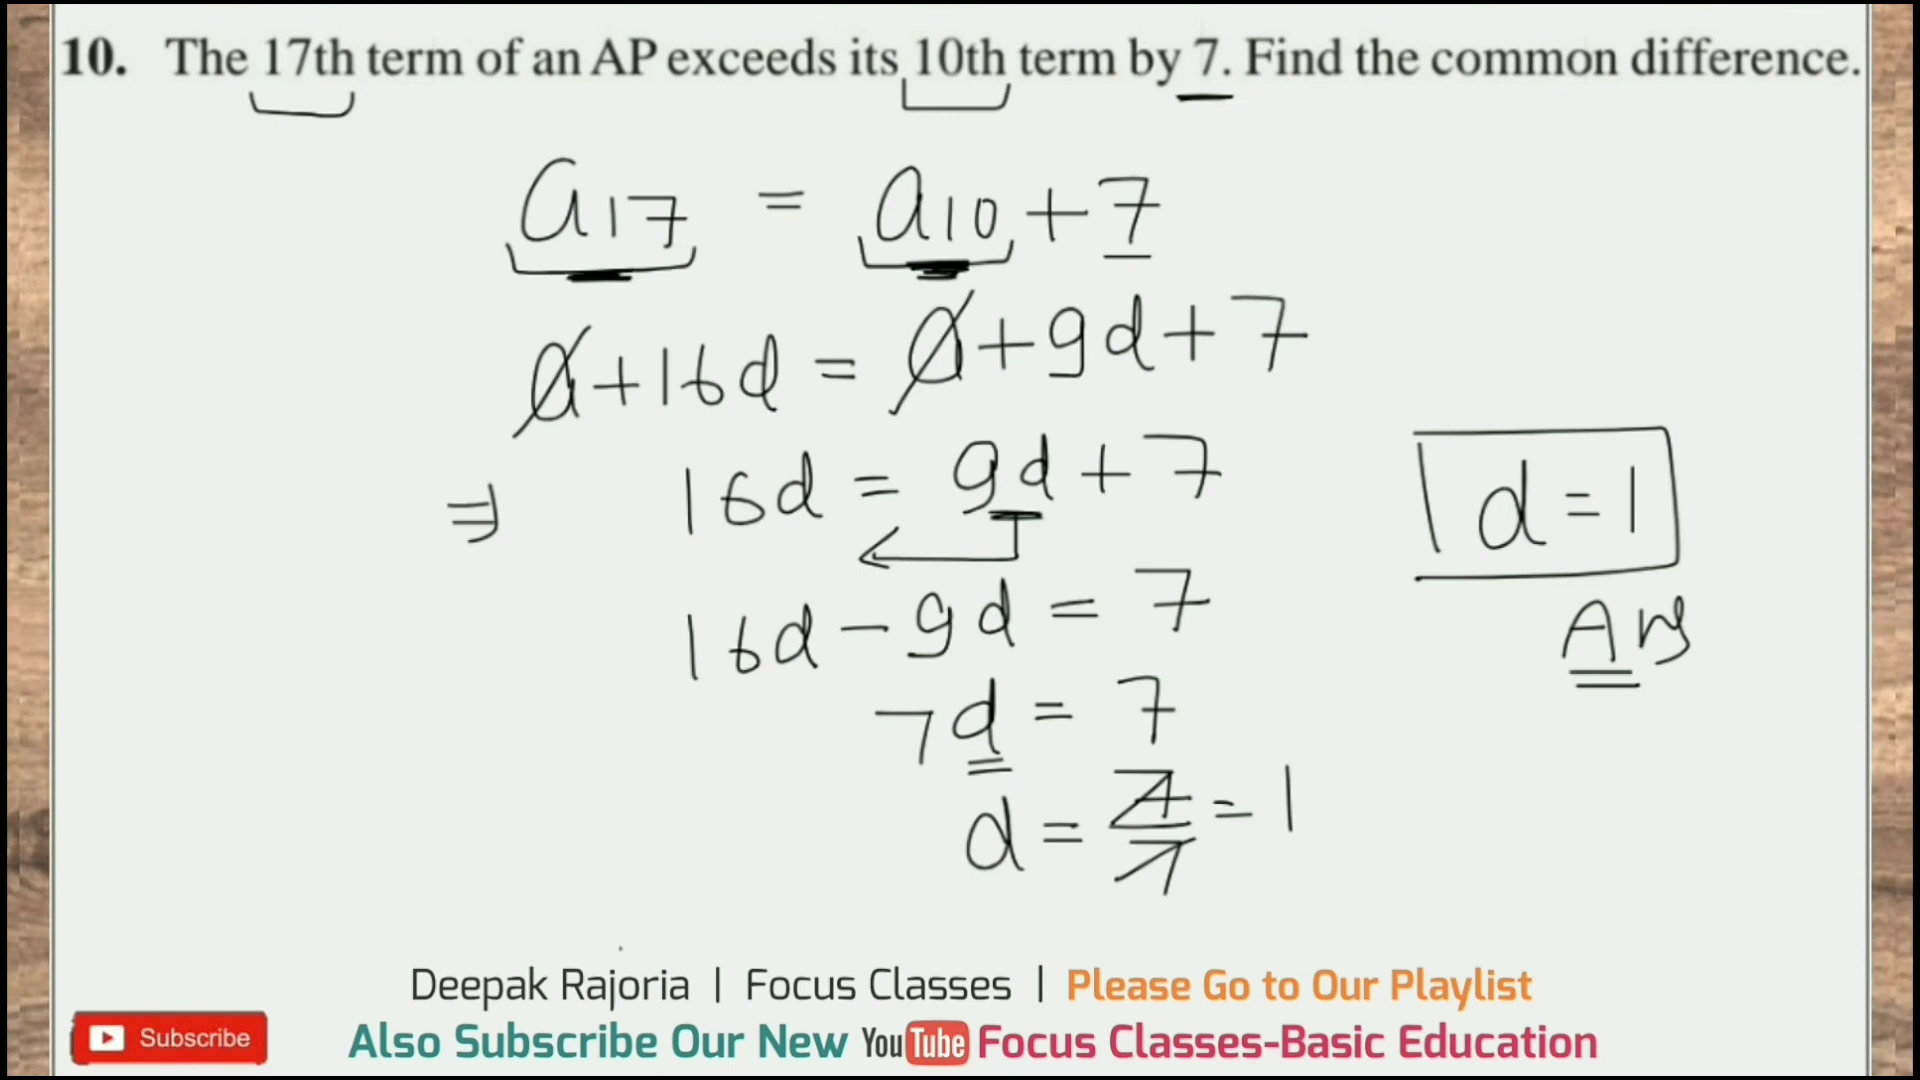 10. The 17th term of an AP exceeds its 10th term by 7. Find the common difference.
a17 = a10 + 7
a + 16d = a + 9d + 7
⇒ 16d = 9d + 7
16d - 9d = 7
7d = 7
d = 7/7 = 1
d = 1
Ans
Deepak Rajoria | Focus Classes | Please Go to Our Playlist
Subscribe
Also Subscribe Our New YouTube Focus Classes-Basic Education